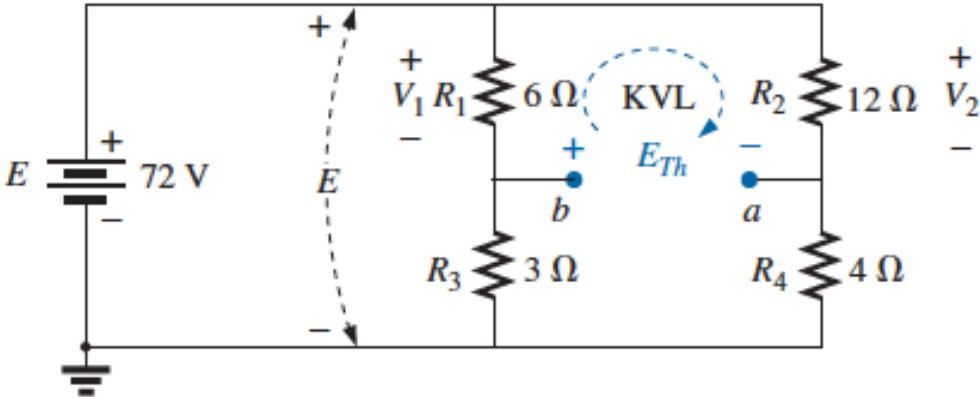 + + +
V1 R1 6 Ω KVL R2 12 Ω V2
− −
+ + ETh −
E 72 V E b a
−
R3 3 Ω R4 4 Ω
−